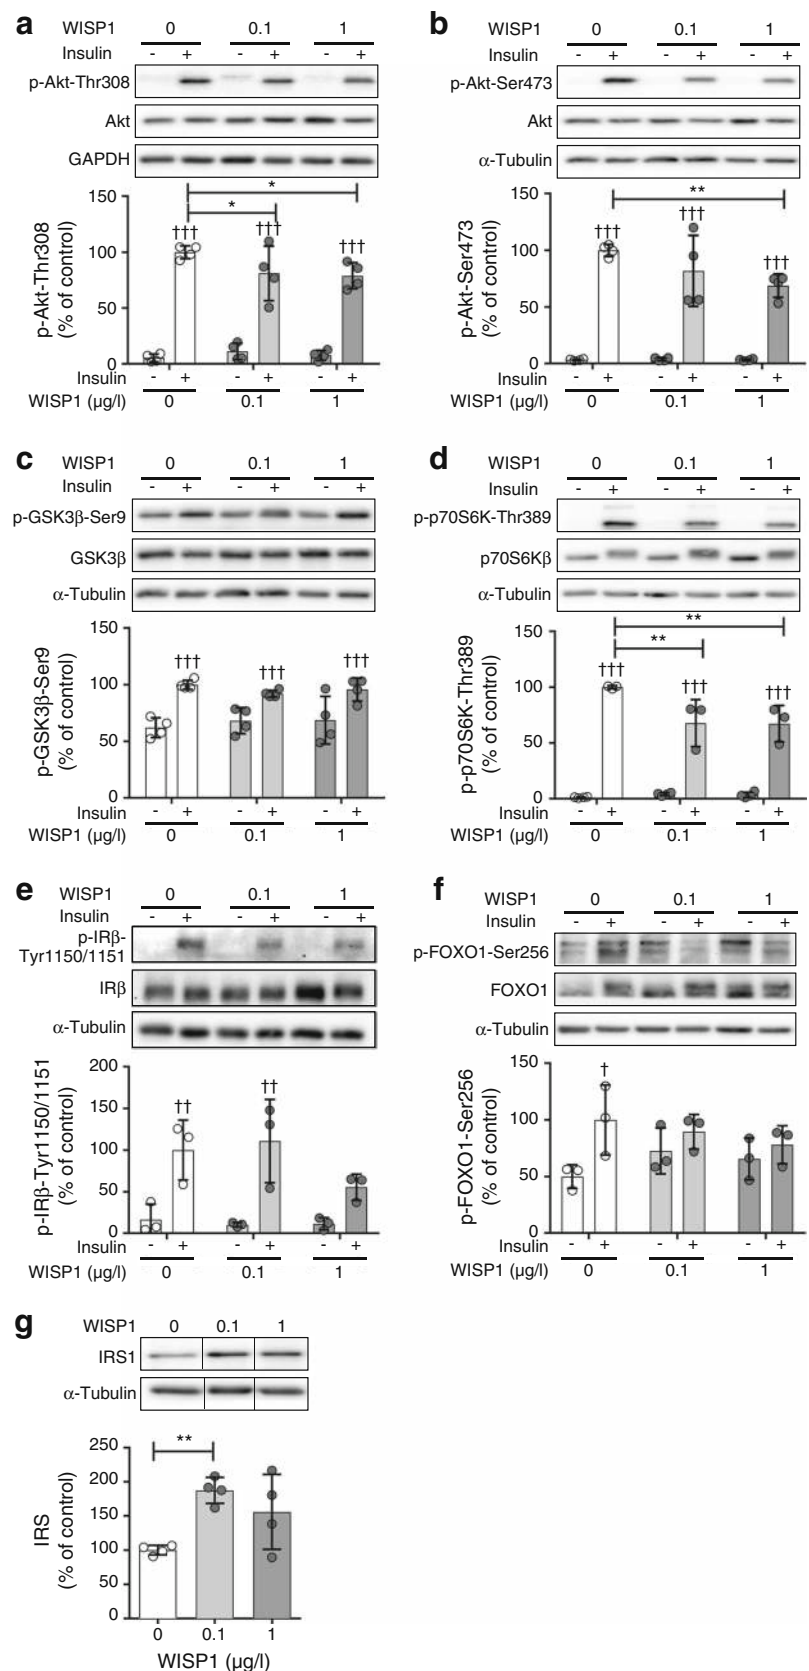 a
WISP1 0 0.1 1
Insulin - + - + - +
p-Akt-Thr308
Akt
GAPDH
150
100
50
0
p-Akt-Thr308
(% of control)
*
*
††† ††† †††
Insulin - + - + - +
WISP1 (µg/l) 0 0.1 1
b
WISP1 0 0.1 1
Insulin - + - + - +
p-Akt-Ser473
Akt
α-Tubulin
150
100
50
0
p-Akt-Ser473
(% of control)
**
††† ††† †††
Insulin - + - + - +
WISP1 (µg/l) 0 0.1 1
c
WISP1 0 0.1 1
Insulin - + - + - +
p-GSK3β-Ser9
GSK3β
α-Tubulin
150
100
50
0
p-GSK3β-Ser9
(% of control)
††† ††† †††
Insulin - + - + - +
WISP1 (µg/l) 0 0.1 1
d
WISP1 0 0.1 1
Insulin - + - + - +
p-p70S6K-Thr389
p70S6Kβ
α-Tubulin
150
100
50
0
p-p70S6K-Thr389
(% of control)
**
**
††† ††† †††
Insulin - + - + - +
WISP1 (µg/l) 0 0.1 1
e
WISP1 0 0.1 1
Insulin - + - + - +
p-IRβ-
Tyr1150/1151
IRβ
α-Tubulin
200
150
100
50
0
p-IRβ-Tyr1150/1151
(% of control)
†† ††
Insulin - + - + - +
WISP1 (µg/l) 0 0.1 1
f
WISP1 0 0.1 1
Insulin - + - + - +
p-FOXO1-Ser256
FOXO1
α-Tubulin
150
100
50
0
p-FOXO1-Ser256
(% of control)
†
Insulin - + - + - +
WISP1 (µg/l) 0 0.1 1
g
WISP1 0 0.1 1
IRS1
α-Tubulin
250
200
150
100
50
0
IRS
(% of control)
**
0 0.1 1
WISP1 (µg/l)